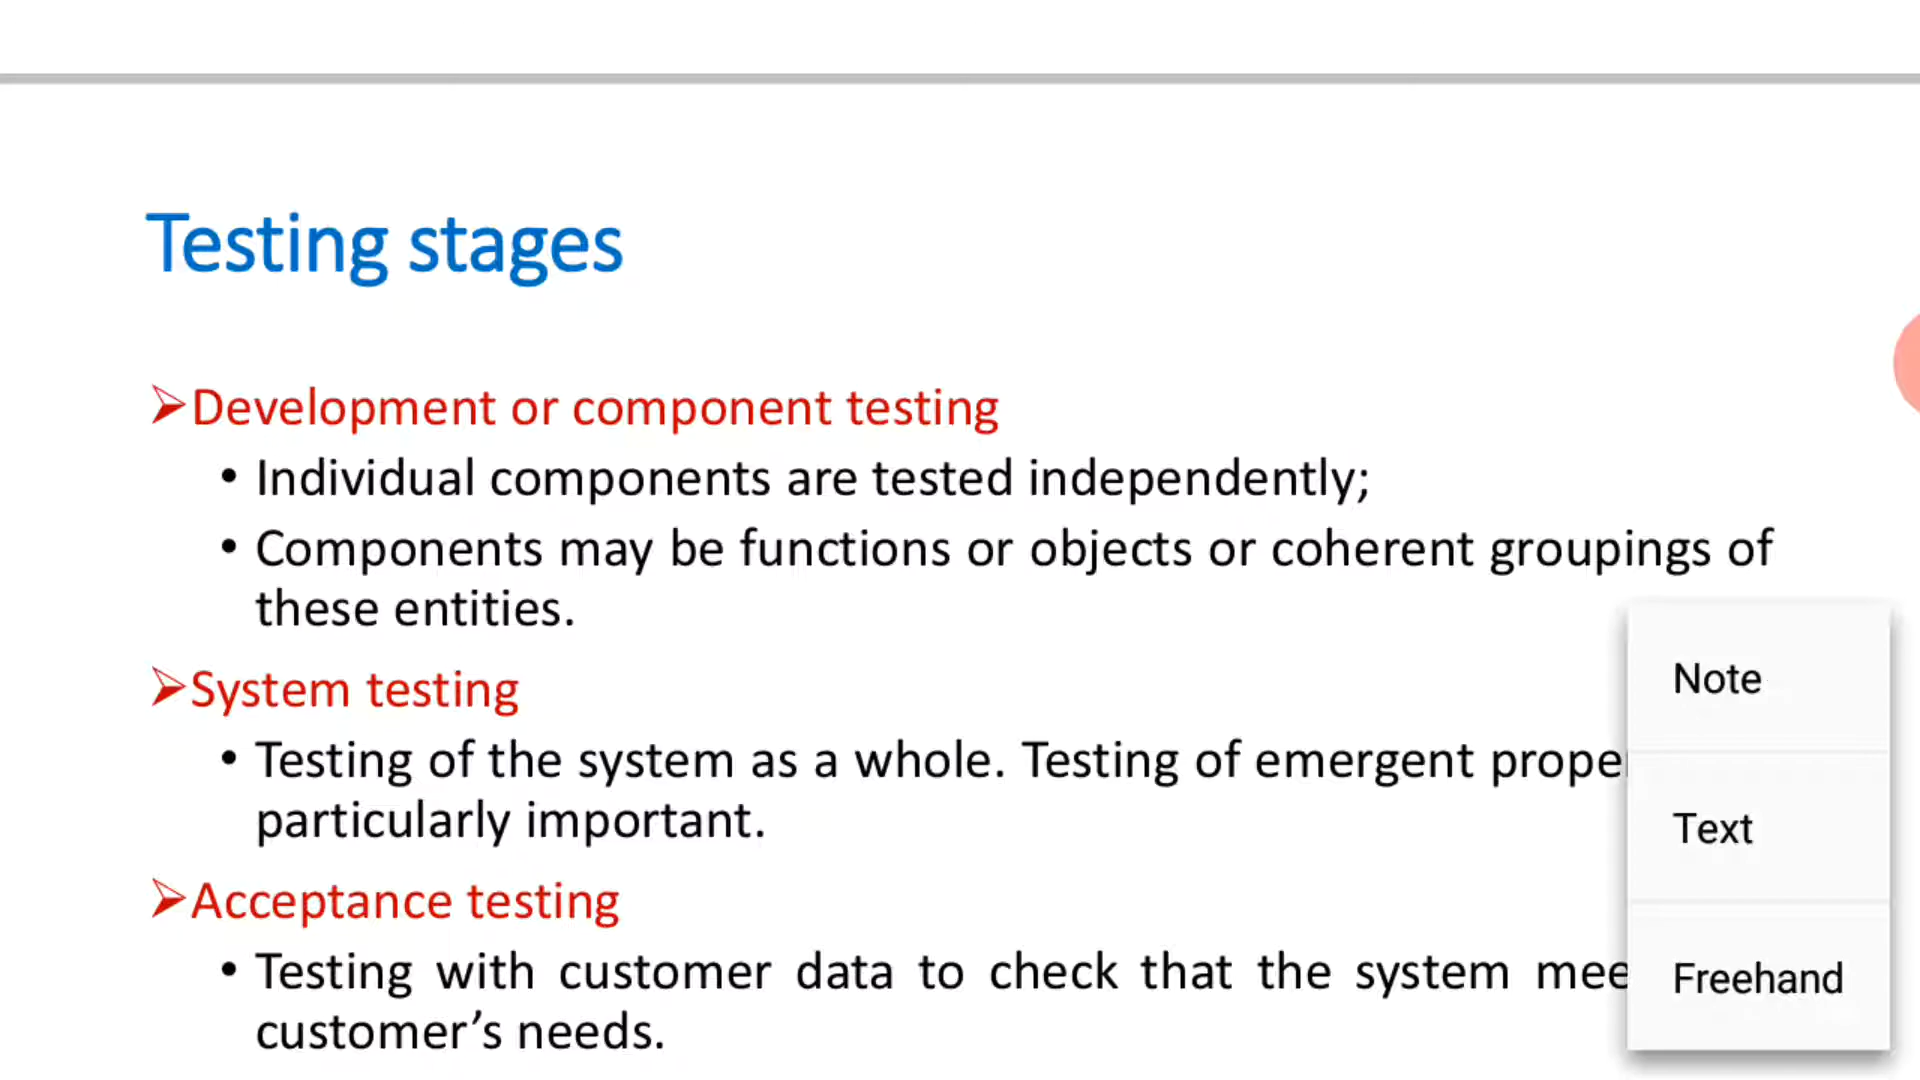 Testing stages
➢Development or component testing
• Individual components are tested independently;
• Components may be functions or objects or coherent groupings of
these entities.
➢System testing
• Testing of the system as a whole. Testing of emergent
particularly important.
➢Acceptance testing
• Testing with customer data to check that the system
customer’s needs.
Note
Text
Freehand